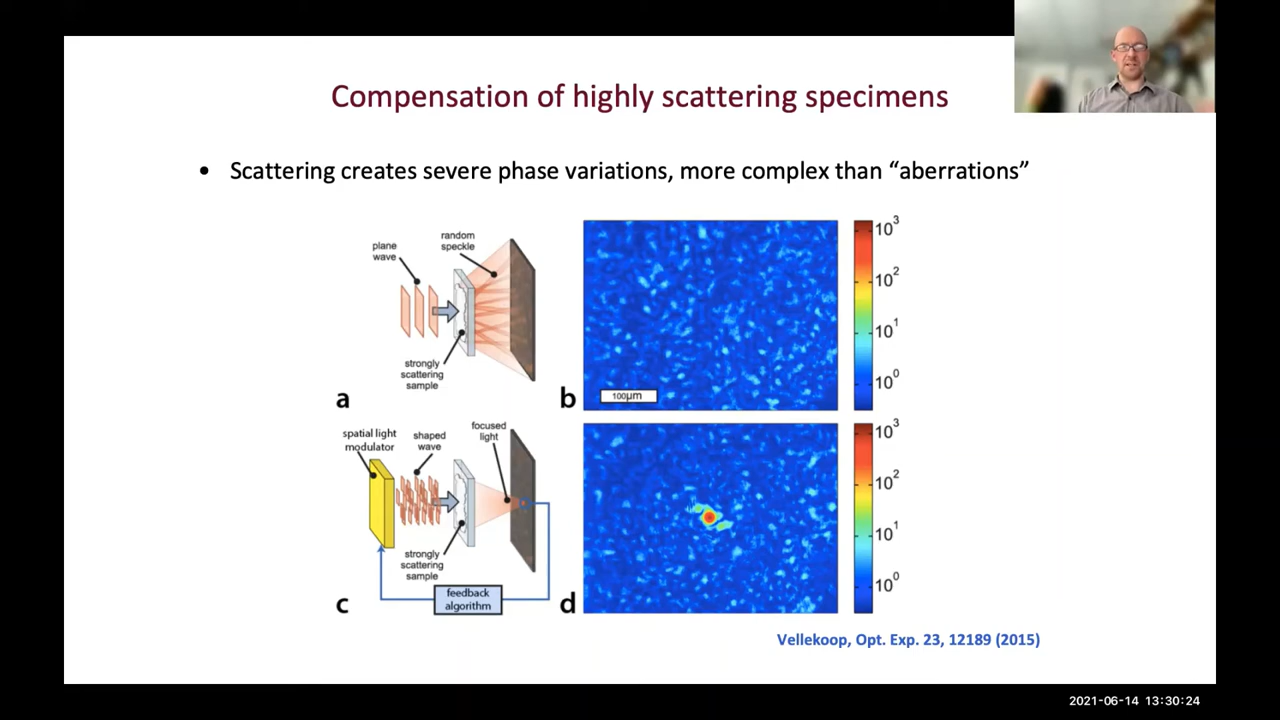 Compensation of highly scattering specimens
• Scattering creates severe phase variations, more complex than “aberrations”
plane
wave
random
speckle
strongly
scattering
sample
a
b
100μm
10³
10²
10¹
10⁰
spatial light
modulator
shaped
wave
focused
light
strongly
scattering
sample
feedback
algorithm
c
d
10³
10²
10¹
10⁰
Vellekoop, Opt. Exp. 23, 12189 (2015)
2021-06-14 13:30:24